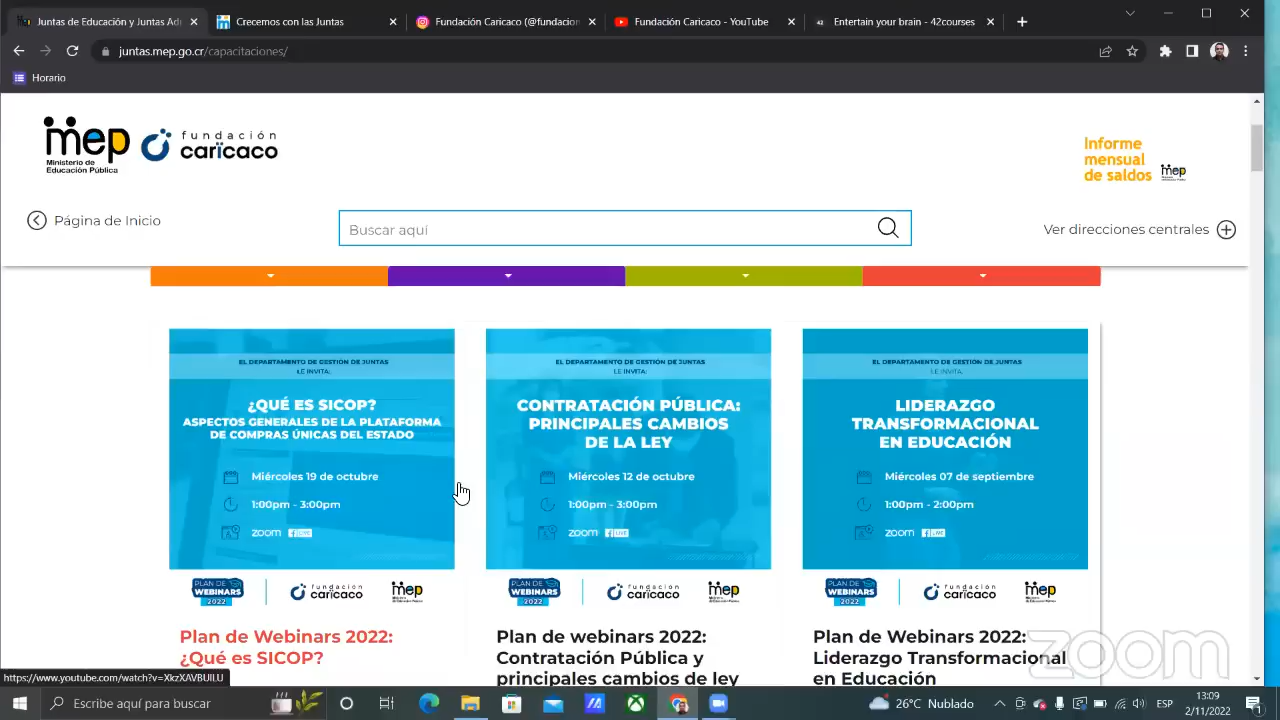 Juntas de Educación y Juntas Ad
Crecemos con las Juntas
Fundación Caricaco (@fundacion
Fundación Caricaco - YouTube
42 Entertain your brain - 42courses
juntas.mep.go.cr/capacitaciones/
Horario
mep
Ministerio de
Educación Pública
fundación
caricaco
Informe
mensual
de saldos
mep
Página de Inicio
Buscar aquí
Ver direcciones centrales
EL DEPARTAMENTO DE GESTIÓN DE JUNTAS
LE INVITA:
¿QUÉ ES SICOP?
ASPECTOS GENERALES DE LA PLATAFORMA
DE COMPRAS ÚNICAS DEL ESTADO
Miércoles 19 de octubre
1:00pm - 3:00pm
zoom LIVE
PLAN DE
WEBINARS
2022
fundación
caricaco
mep
Plan de Webinars 2022:
¿Qué es SICOP?
EL DEPARTAMENTO DE GESTIÓN DE JUNTAS
LE INVITA:
CONTRATACIÓN PÚBLICA:
PRINCIPALES CAMBIOS
DE LA LEY
Miércoles 12 de octubre
1:00pm - 3:00pm
zoom LIVE
PLAN DE
WEBINARS
2022
fundación
caricaco
mep
Plan de webinars 2022:
Contratación Pública y
principales cambios de ley
EL DEPARTAMENTO DE GESTIÓN DE JUNTAS
LE INVITA:
LIDERAZGO
TRANSFORMACIONAL
EN EDUCACIÓN
Miércoles 07 de septiembre
1:00pm - 2:00pm
zoom LIVE
PLAN DE
WEBINARS
2022
fundación
caricaco
mep
Plan de Webinars 2022:
Liderazgo Transformacional
en Educación
zoom
Escribe aquí para buscar
26°C Nublado
ESP
13:09
2/11/2022